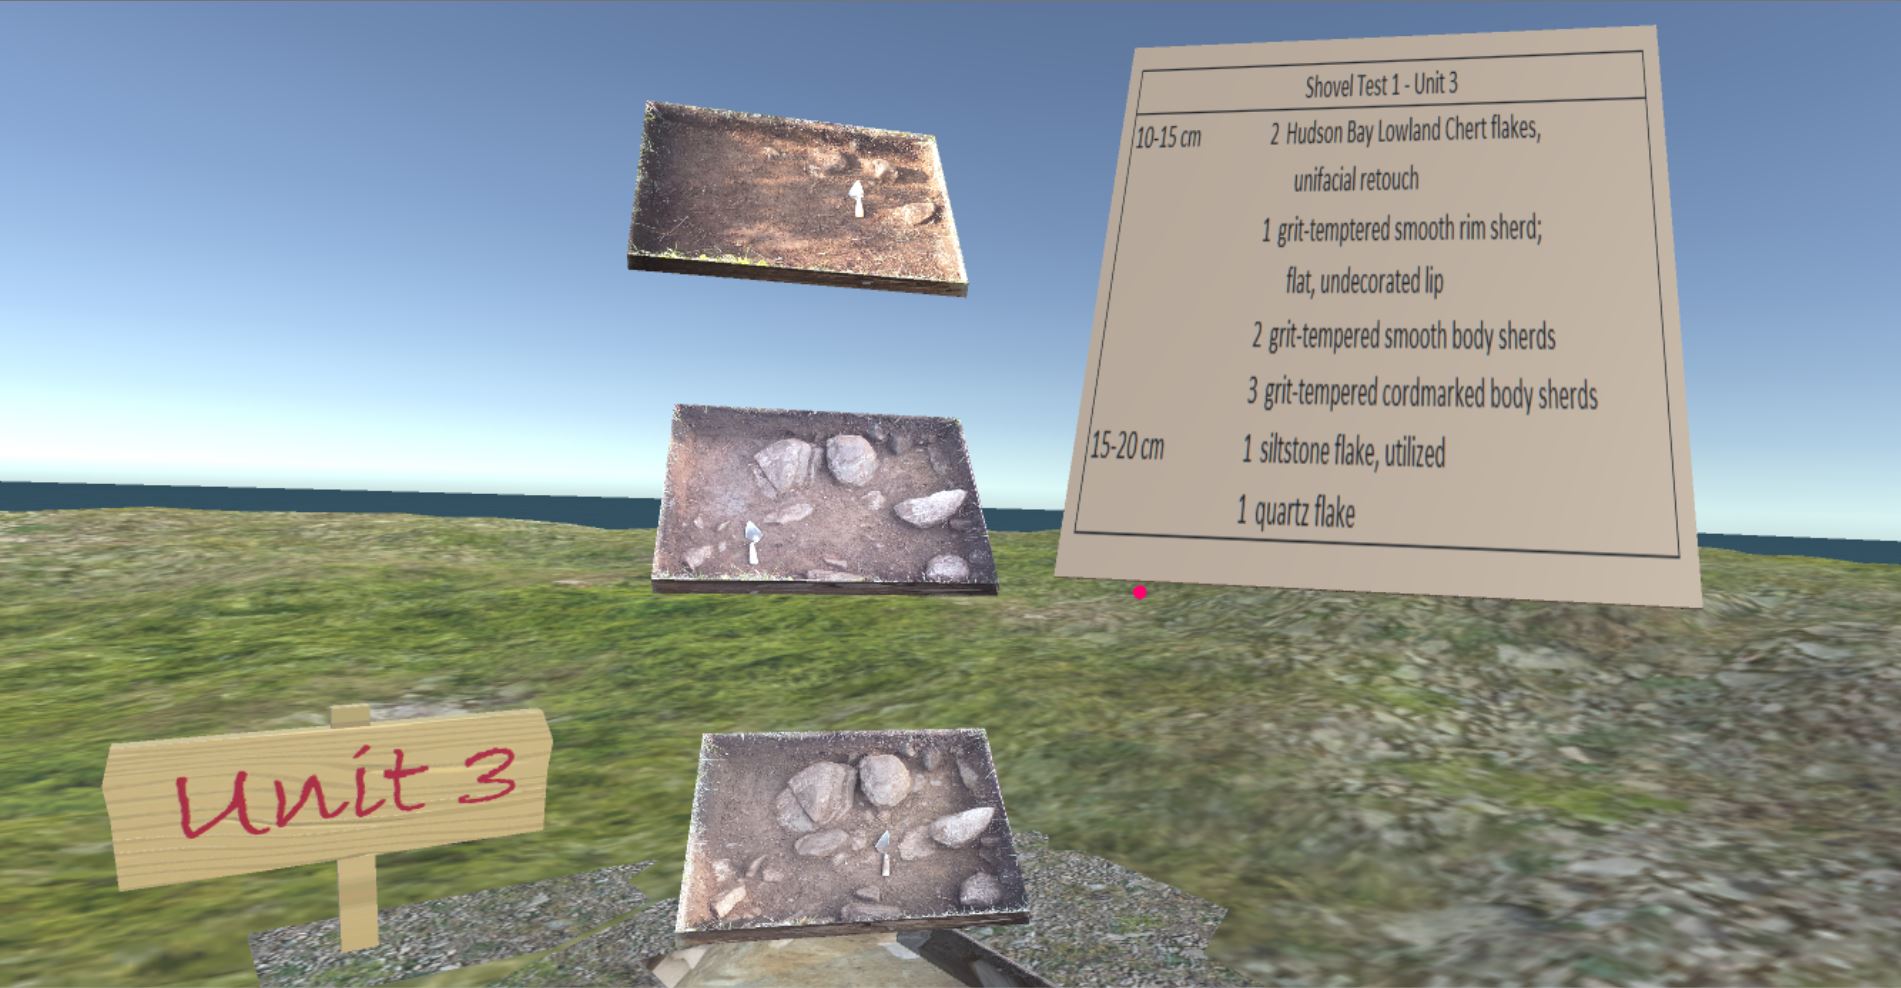 Shovel Test 1 - Unit 3
10-15 cm 2 Hudson Bay Lowland Chert flakes,
unifacial retouch
1 grit-temptered smooth rim sherd;
flat, undecorated lip
2 grit-tempered smooth body sherds
3 grit-tempered cordmarked body sherds
15-20 cm 1 siltstone flake, utilized
1 quartz flake
Unit 3